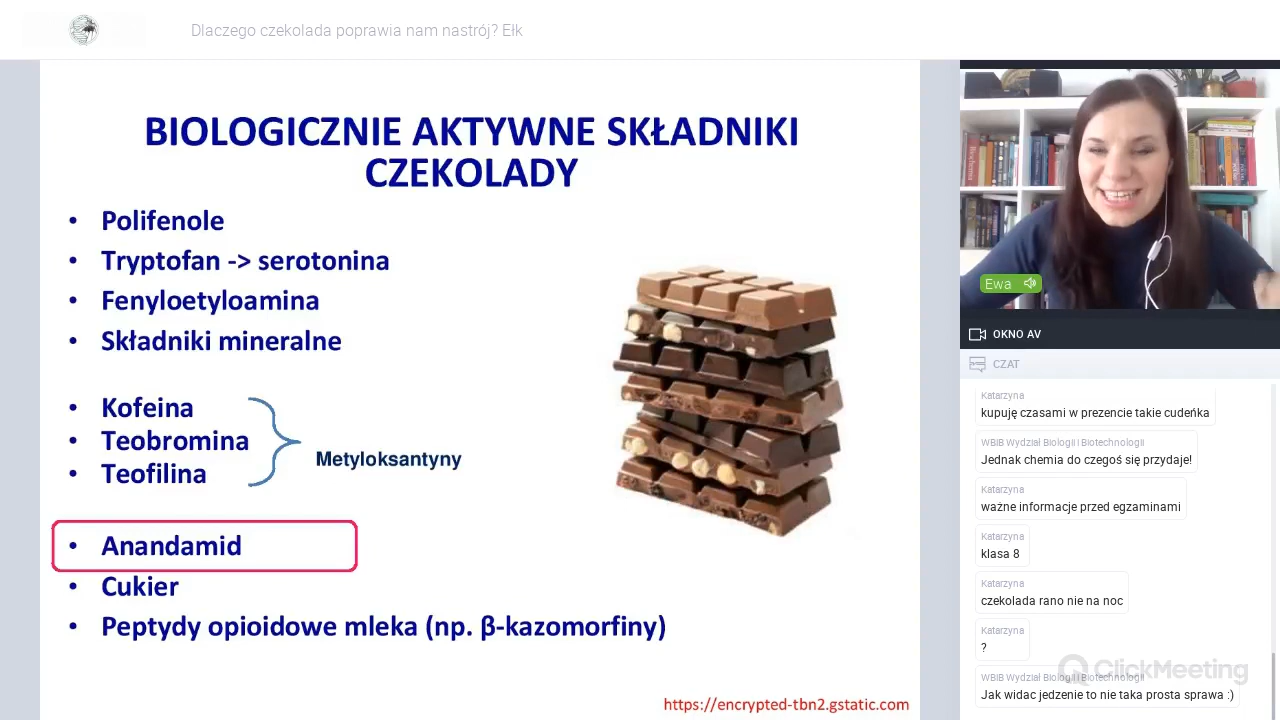 Dlaczego czekolada poprawia nam nastrój? Ełk
BIOLOGICZNIE AKTYWNE SKŁADNIKI
CZEKOLADY
• Polifenole
• Tryptofan -> serotonina
• Fenyloetyloamina
• Składniki mineralne
• Kofeina
• Teobromina
• Teofilina
Metyloksantyny
• Anandamid
• Cukier
• Peptydy opioidowe mleka (np. β-kazomorfiny)
https://encrypted-tbn2.gstatic.com
Ewa
OKNO AV
CZAT
Katarzyna
kupuję czasami w prezencie takie cudeńka
WBiB Wydział Biologii i Biotechnologii
Jednak chemia do czegoś się przydaje!
Katarzyna
ważne informacje przed egzaminami
Katarzyna
klasa 8
Katarzyna
czekolada rano nie na noc
Katarzyna
?
WBiB Wydział Biologii i Biotechnologii
Jak widac jedzenie to nie taka prosta sprawa :)
ClickMeeting